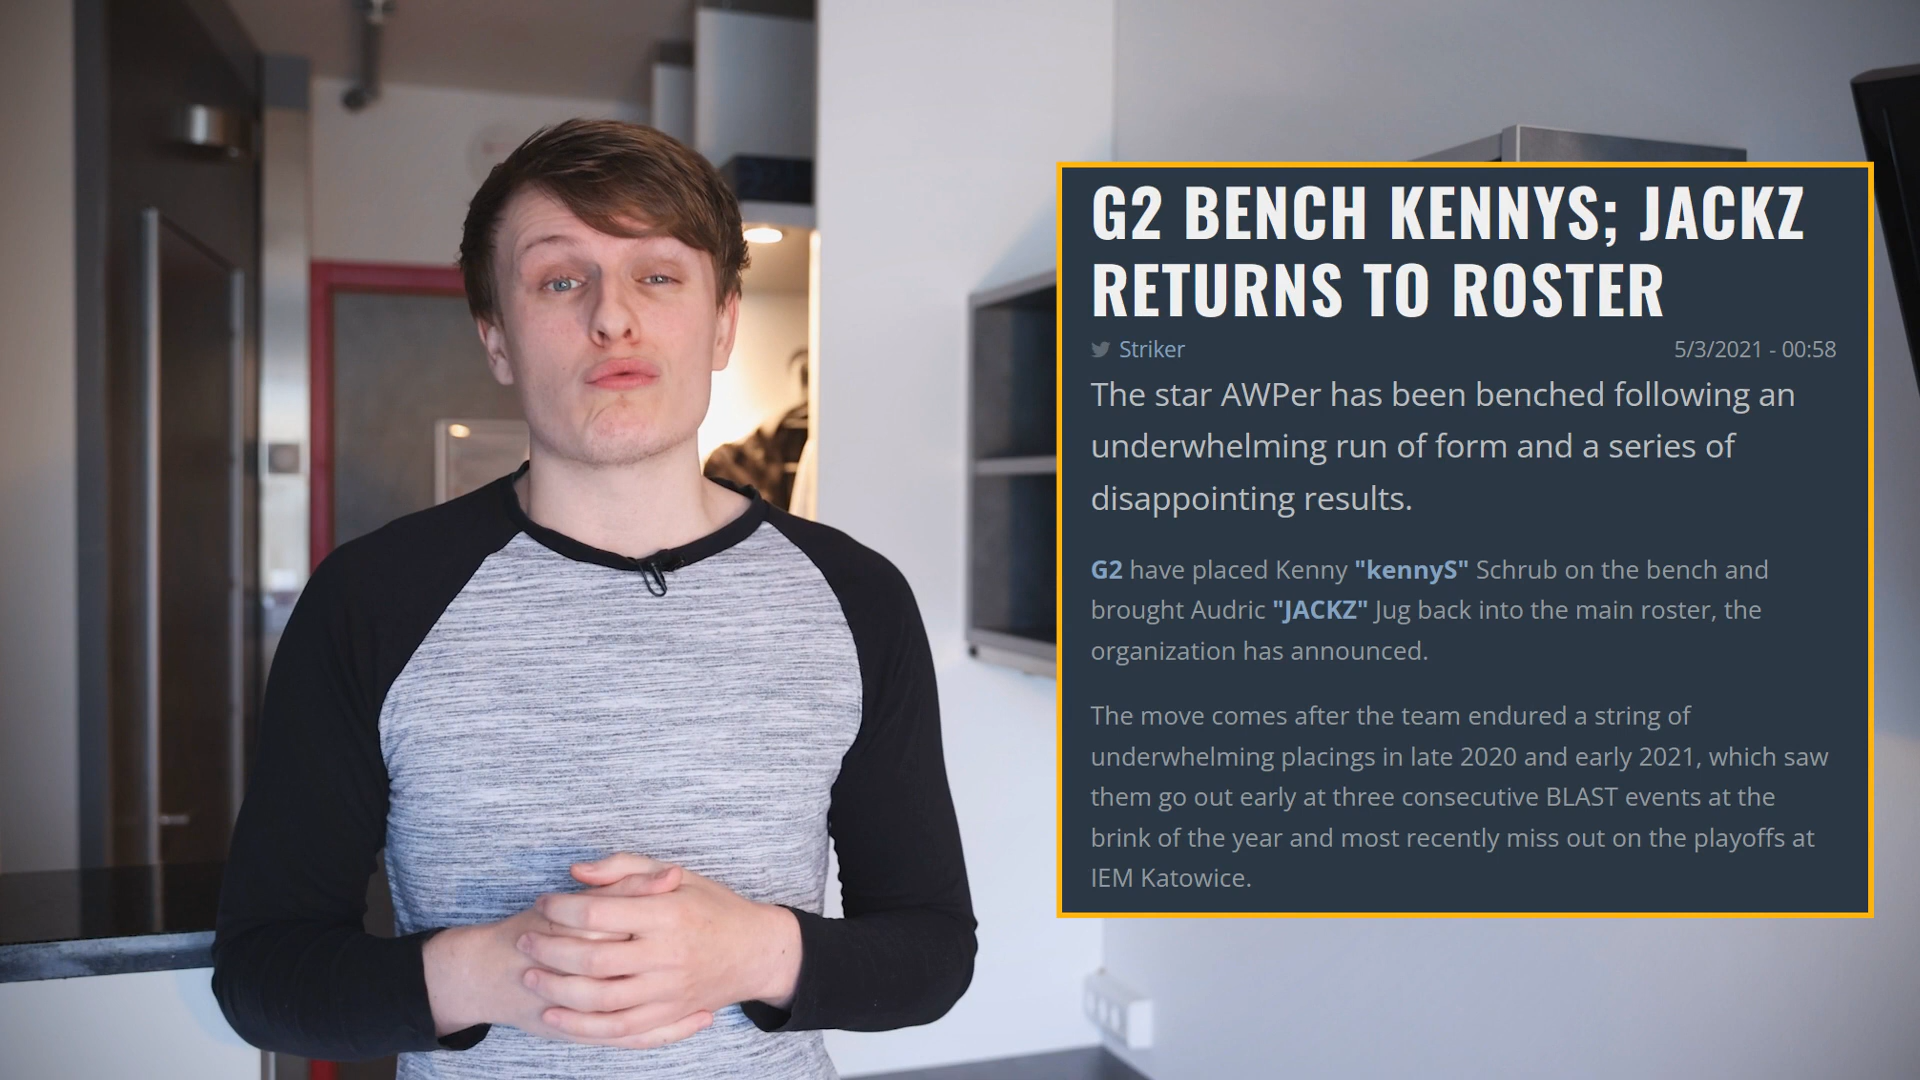 G2 BENCH KENNYS; JACKZ
RETURNS TO ROSTER
Striker 5/3/2021 - 00:58
The star AWPer has been benched following an
underwhelming run of form and a series of
disappointing results.
G2 have placed Kenny "kennyS" Schrub on the bench and
brought Audric "JACKZ" Jug back into the main roster, the
organization has announced.
The move comes after the team endured a string of
underwhelming placings in late 2020 and early 2021, which saw
them go out early at three consecutive BLAST events at the
brink of the year and most recently miss out on the playoffs at
IEM Katowice.